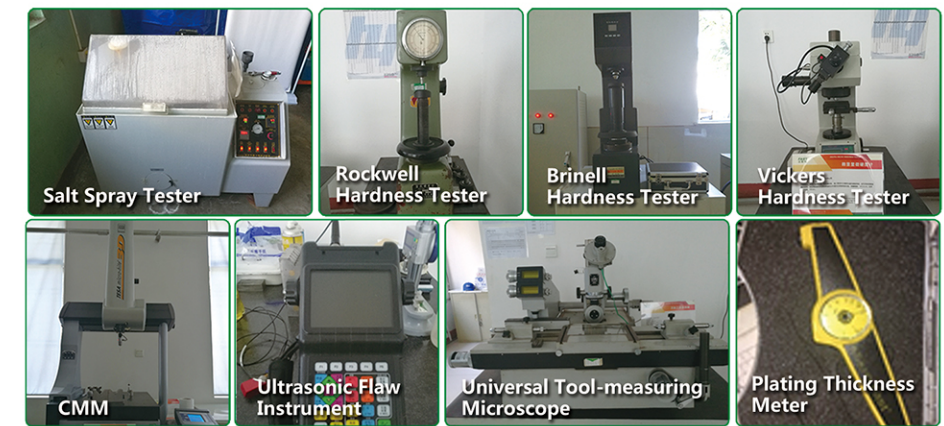 Salt Spray Tester
Rockwell
Hardness Tester
Brinell
Hardness Tester
Vickers
Hardness Tester
TESA
CMM
Ultrasonic Flaw
Instrument
Universal Tool-measuring
Microscope
Plating Thickness
Meter